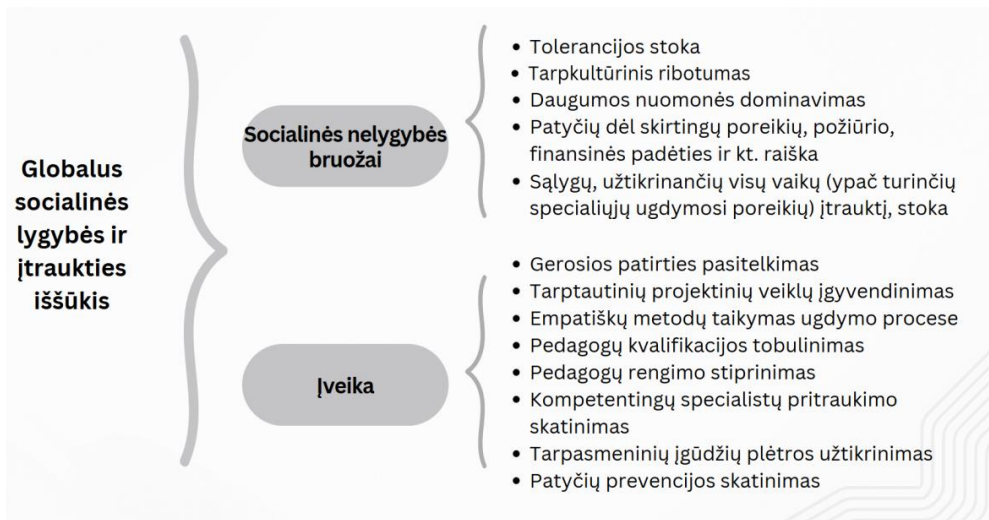 Globalus
socialinės
lygybės ir
įtraukties
iššūkis
Socialinės nelygybės
bruožai
• Tolerancijos stoka
• Tarpkultūrinis ribotumas
• Daugumos nuomonės dominavimas
• Patyčių dėl skirtingų poreikių, požiūrio,
finansinės padėties ir kt. raiška
• Sąlygų, užtikrinančių visų vaikų (ypač turinčių
specialiųjų ugdymosi poreikių) įtrauktį, stoka
Įveika
• Gerosios patirties pasitelkimas
• Tarptautinių projektinių veiklų įgyvendinimas
• Empatiškų metodų taikymas ugdymo procese
• Pedagogų kvalifikacijos tobulinimas
• Pedagogų rengimo stiprinimas
• Kompetentingų specialistų pritraukimo
skatinimas
• Tarpasmeninių įgūdžių plėtros užtikrinimas
• Patyčių prevencijos skatinimas